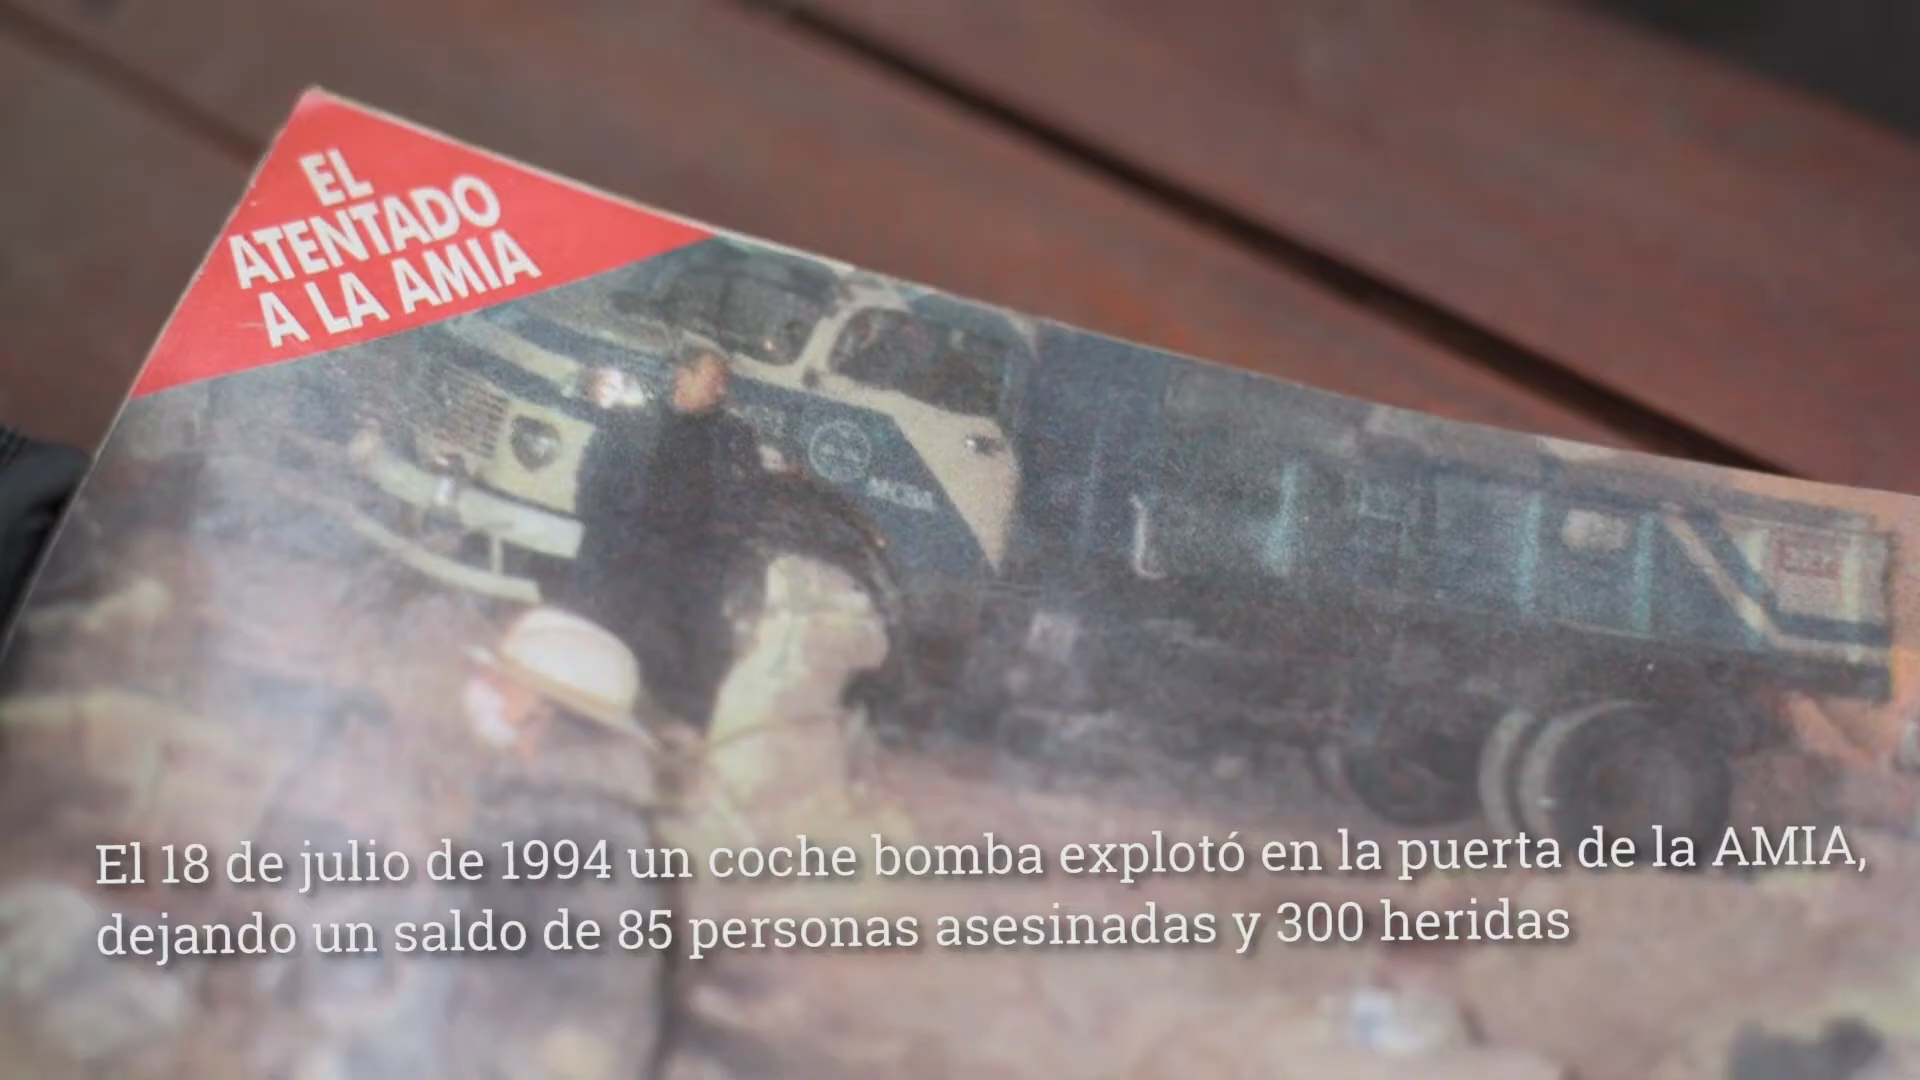 EL
ATENTADO
A LA AMIA
El 18 de julio de 1994 un coche bomba explotó en la puerta de la AMIA,
dejando un saldo de 85 personas asesinadas y 300 heridas